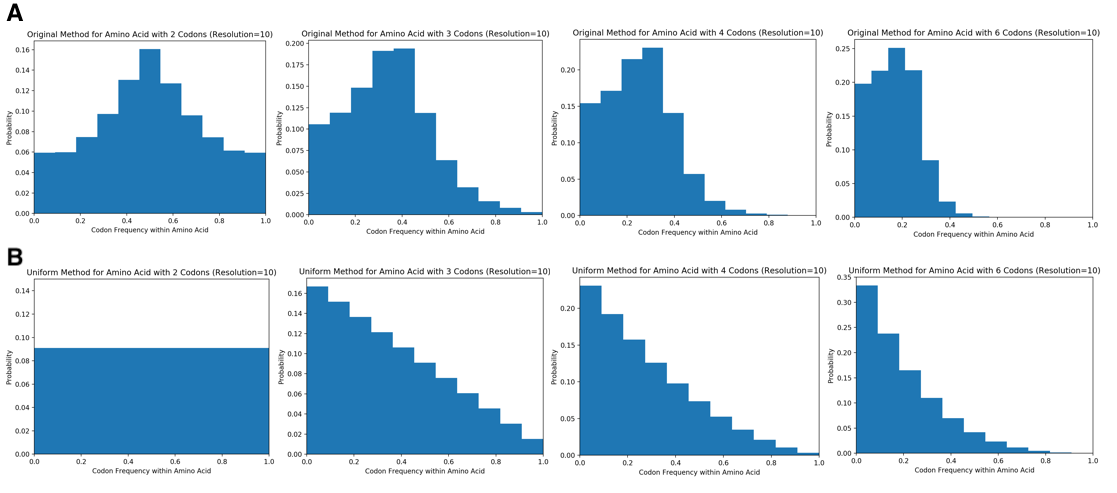 A
Original Method for Amino Acid with 2 Codons (Resolution=10)
Probability
0.16
0.14
0.12
0.10
0.08
0.06
0.04
0.02
0.00
0.0 0.2 0.4 0.6 0.8 1.0
Codon Frequency within Amino Acid
Original Method for Amino Acid with 3 Codons (Resolution=10)
Probability
0.200
0.175
0.150
0.125
0.100
0.075
0.050
0.025
0.000
0.0 0.2 0.4 0.6 0.8 1.0
Codon Frequency within Amino Acid
Original Method for Amino Acid with 4 Codons (Resolution=10)
Probability
0.20
0.15
0.10
0.05
0.00
0.0 0.2 0.4 0.6 0.8 1.0
Codon Frequency within Amino Acid
Original Method for Amino Acid with 6 Codons (Resolution=10)
Probability
0.25
0.20
0.15
0.10
0.05
0.00
0.0 0.2 0.4 0.6 0.8 1.0
Codon Frequency within Amino Acid
B
Uniform Method for Amino Acid with 2 Codons (Resolution=10)
Probability
0.14
0.12
0.10
0.08
0.06
0.04
0.02
0.00
0.0 0.2 0.4 0.6 0.8 1.0
Codon Frequency within Amino Acid
Uniform Method for Amino Acid with 3 Codons (Resolution=10)
Probability
0.16
0.14
0.12
0.10
0.08
0.06
0.04
0.02
0.00
0.0 0.2 0.4 0.6 0.8 1.0
Codon Frequency within Amino Acid
Uniform Method for Amino Acid with 4 Codons (Resolution=10)
Probability
0.20
0.15
0.10
0.05
0.00
0.0 0.2 0.4 0.6 0.8 1.0
Codon Frequency within Amino Acid
Uniform Method for Amino Acid with 6 Codons (Resolution=10)
Probability
0.35
0.30
0.25
0.20
0.15
0.10
0.05
0.00
0.0 0.2 0.4 0.6 0.8 1.0
Codon Frequency within Amino Acid